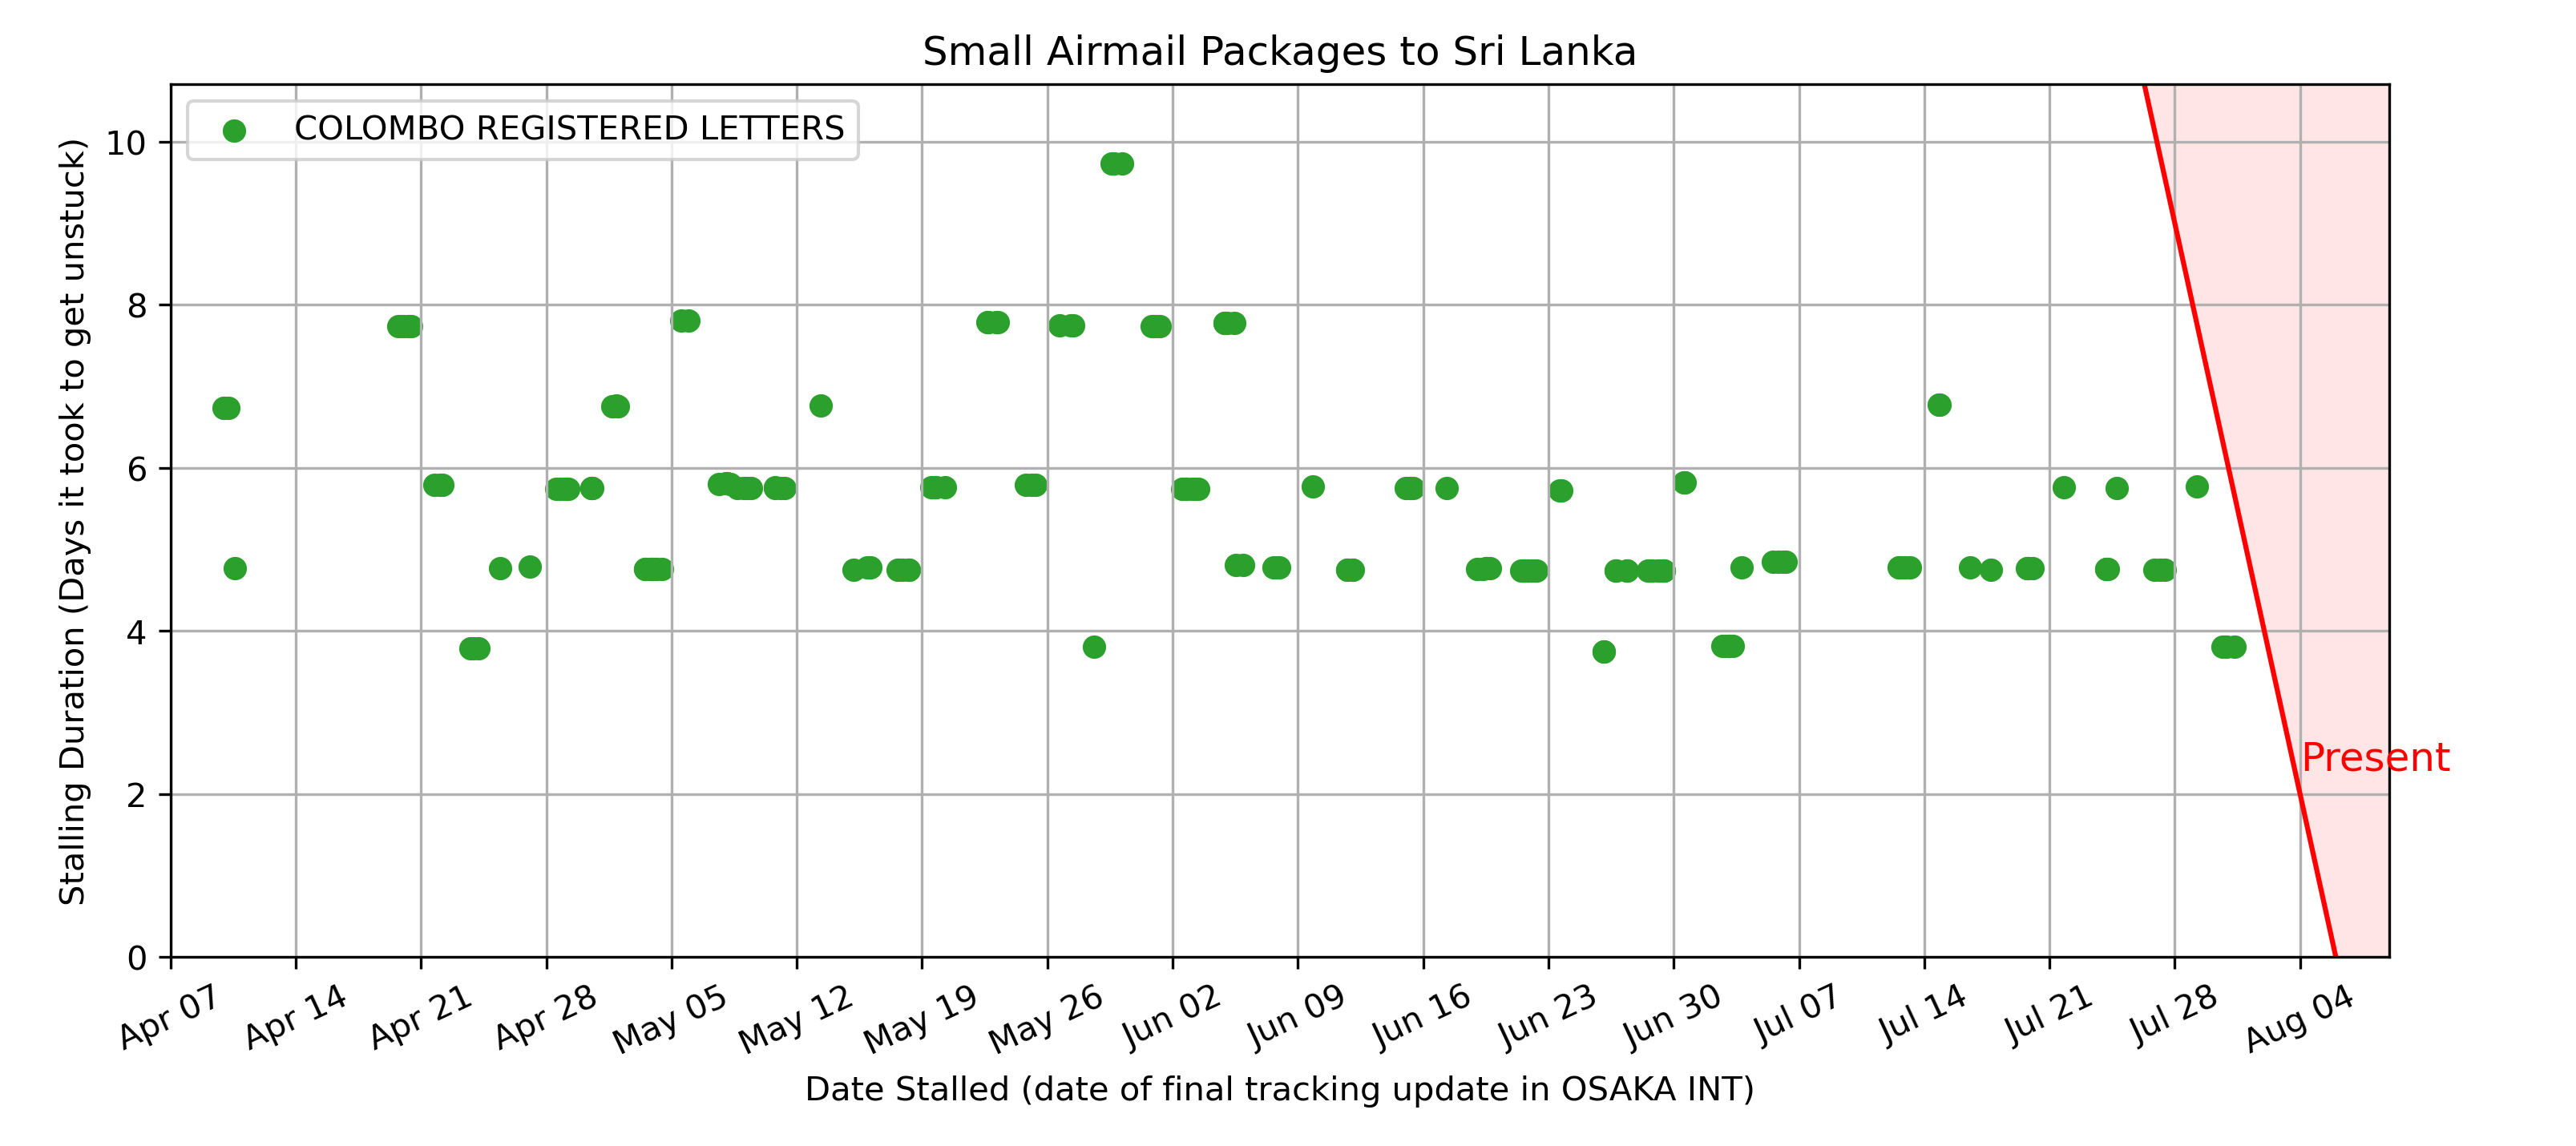 Small Airmail Packages to Sri Lanka
COLOMBO REGISTERED LETTERS
Stalling Duration (Days it took to get unstuck)
10
8
6
4
2
0
Present
Apr 07 Apr 14 Apr 21 Apr 28 May 05 May 12 May 19 May 26 Jun 02 Jun 09 Jun 16 Jun 23 Jun 30 Jul 07 Jul 14 Jul 21 Jul 28 Aug 04
Date Stalled (date of final tracking update in OSAKA INT)